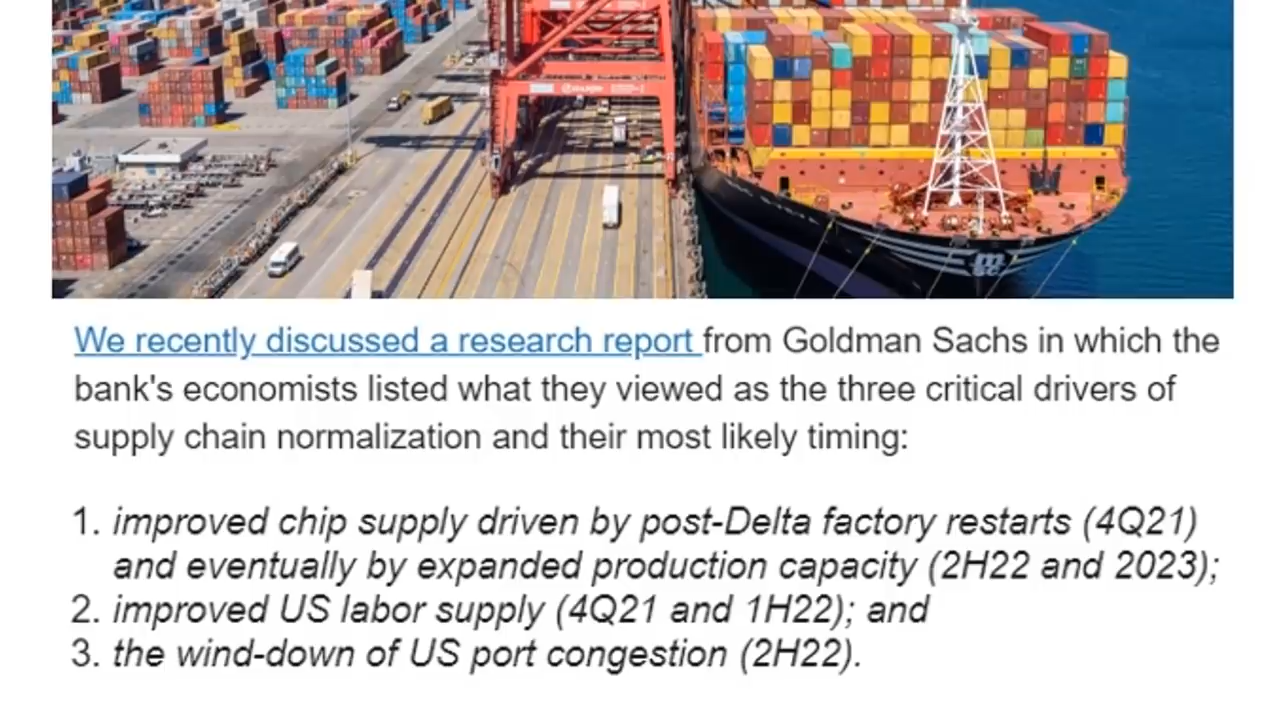 We recently discussed a research report from Goldman Sachs in which the
bank's economists listed what they viewed as the three critical drivers of
supply chain normalization and their most likely timing:
1. improved chip supply driven by post-Delta factory restarts (4Q21)
and eventually by expanded production capacity (2H22 and 2023);
2. improved US labor supply (4Q21 and 1H22); and
3. the wind-down of US port congestion (2H22).